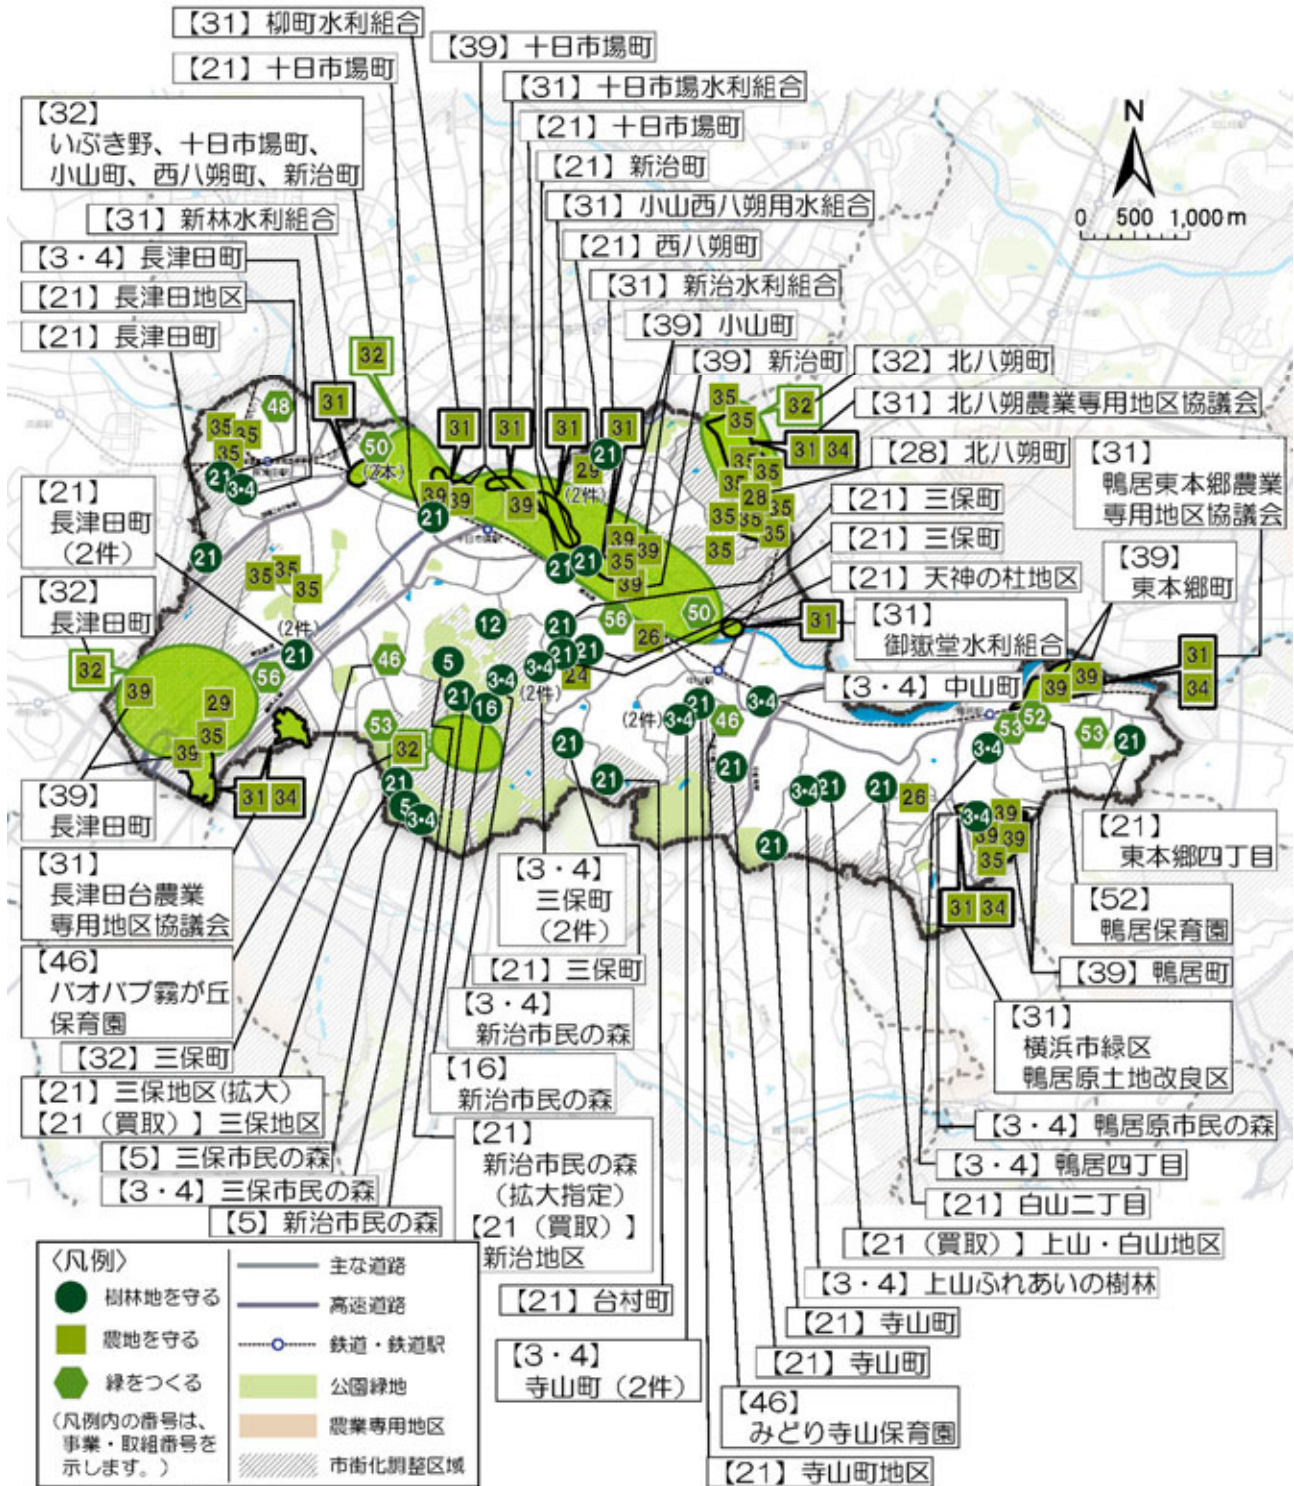 【31】柳町水利組合
【39】十日市場町
【21】十日市場町
【31】十日市場水利組合
【21】十日市場町
【32】
いぶき野、十日市場町、
小山町、西八朔町、新治町
【21】新治町
【31】小山西八朔用水組合
【31】新林水利組合
【21】西八朔町
【3・4】長津田町
【31】新治水利組合
【21】長津田地区
【39】小山町
【21】長津田町
【39】新治町
【32】北八朔町
【31】北八朔農業専用地区協議会
【28】北八朔町
【31】
鴨居東本郷農業
専用地区協議会
【21】三保町
【21】三保町
【21】天神の杜地区
【39】
東本郷町
【31】
御嶽堂水利組合
【21】
長津田町
(2件)
【32】
長津田町
【3・4】中山町
【39】
長津田町
【31】
長津田台農業
専用地区協議会
【46】
バオバブ霧が丘
保育園
【32】三保町
【21】三保地区(拡大)
【21(買取)】三保地区
【5】三保市民の森
【3・4】三保市民の森
【5】新治市民の森
【3・4】
三保町
(2件)
【21】三保町
【3・4】
新治市民の森
【16】
新治市民の森
【21】
新治市民の森
(拡大指定)
【21(買取)】
新治地区
【21】台村町
【3・4】
寺山町(2件)
【21】
東本郷四丁目
【52】
鴨居保育園
【39】鴨居町
【31】
横浜市緑区
鴨居原土地改良区
【3・4】鴨居原市民の森
【3・4】鴨居四丁目
【21】白山二丁目
【21(買取)】上山・白山地区
【3・4】上山ふれあいの樹林
【21】寺山町
【21】寺山町
【46】
みどり寺山保育園
【21】寺山町地区
N
0 500 1,000m
〈凡例〉
樹林地を守る
農地を守る
緑をつくる
(凡例内の番号は、
事業・取組番号を
示します。)
主な道路
高速道路
鉄道・鉄道駅
公園緑地
農業専用地区
市街化調整区域